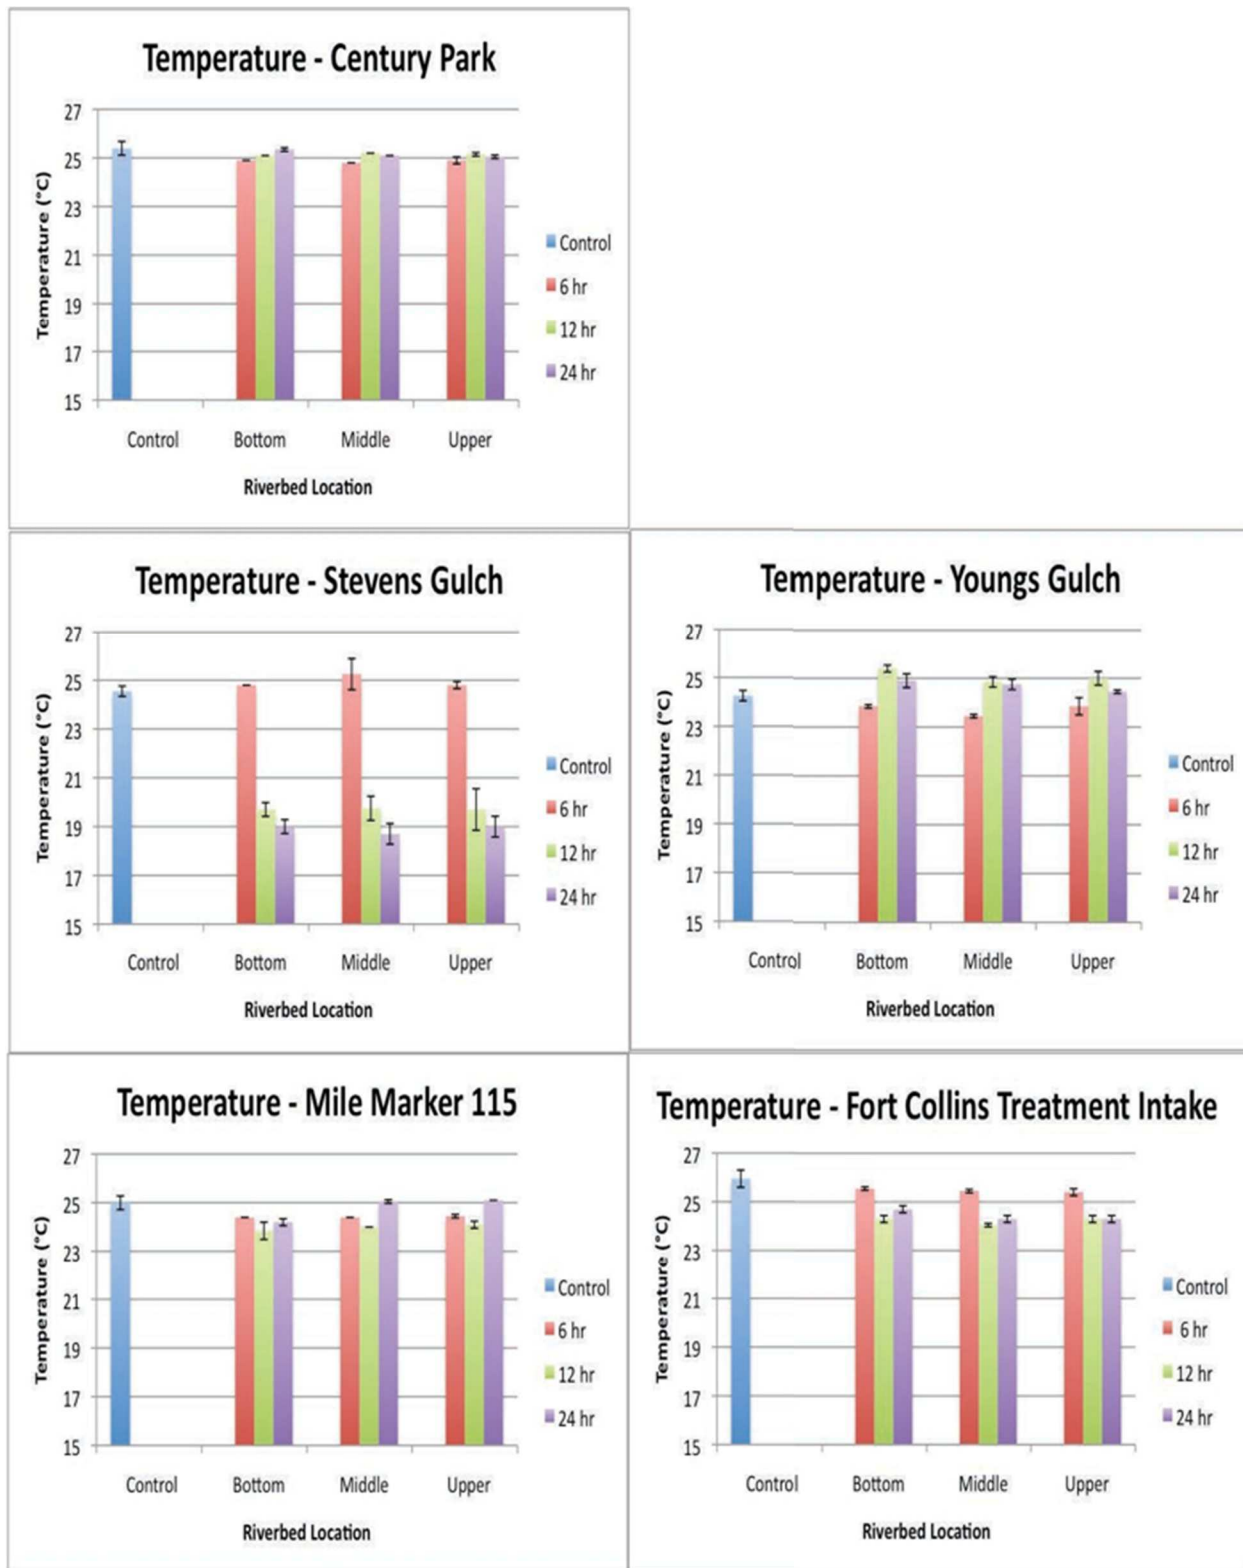 Temperature - Century Park
27
25
23
21
19
17
15
Temperature (°C)
Control
Bottom
Middle
Upper
Riverbed Location
Control
6 hr
12 hr
24 hr
Temperature - Stevens Gulch
27
25
23
21
19
17
15
Temperature (°C)
Control
Bottom
Middle
Upper
Riverbed Location
Control
6 hr
12 hr
24 hr
Temperature - Youngs Gulch
27
25
23
21
19
17
15
Temperature (°C)
Control
Bottom
Middle
Upper
Riverbed Location
Control
6 hr
12 hr
24 hr
Temperature - Mile Marker 115
27
25
23
21
19
17
15
Temperature (°C)
Control
Bottom
Middle
Upper
Riverbed Location
Control
6 hr
12 hr
24 hr
Temperature - Fort Collins Treatment Intake
27
25
23
21
19
17
15
Temperature (°C)
Control
Bottom
Middle
Upper
Riverbed Location
Control
6 hr
12 hr
24 hr